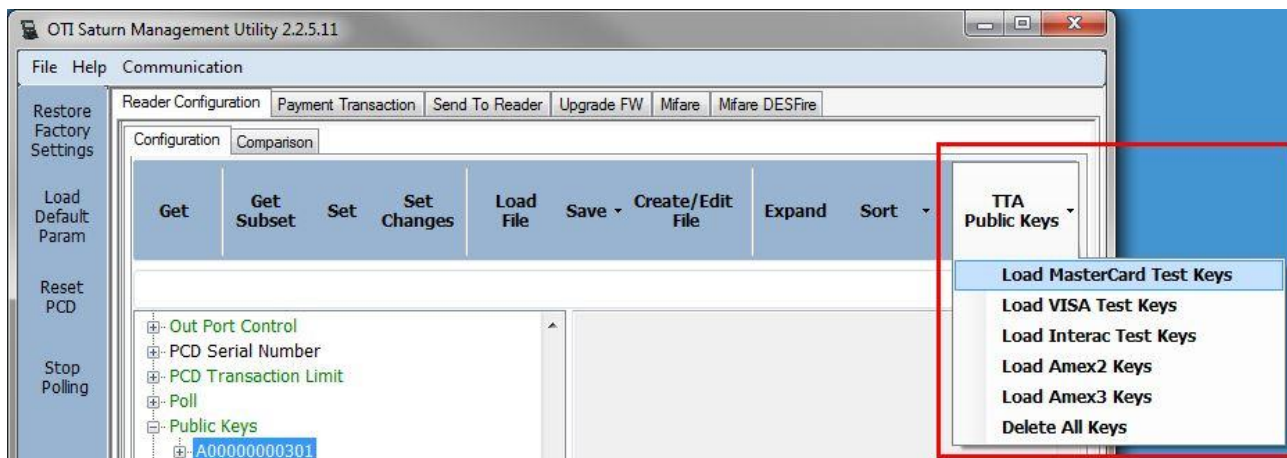 OTI Saturn Management Utility 2.2.5.11
File Help Communication
Restore
Factory
Settings
Load
Default
Param
Reset
PCD
Stop
Polling
Reader Configuration Payment Transaction Send To Reader Upgrade FW Mifare Mifare DESFire
Configuration Comparison
Get
Get
Subset
Set
Set
Changes
Load
File
Save
Create/Edit
File
Expand
Sort
TTA
Public Keys
Load MasterCard Test Keys
Load VISA Test Keys
Load Interac Test Keys
Load Amex2 Keys
Load Amex3 Keys
Delete All Keys
Out Port Control
PCD Serial Number
PCD Transaction Limit
Poll
Public Keys
A00000000301